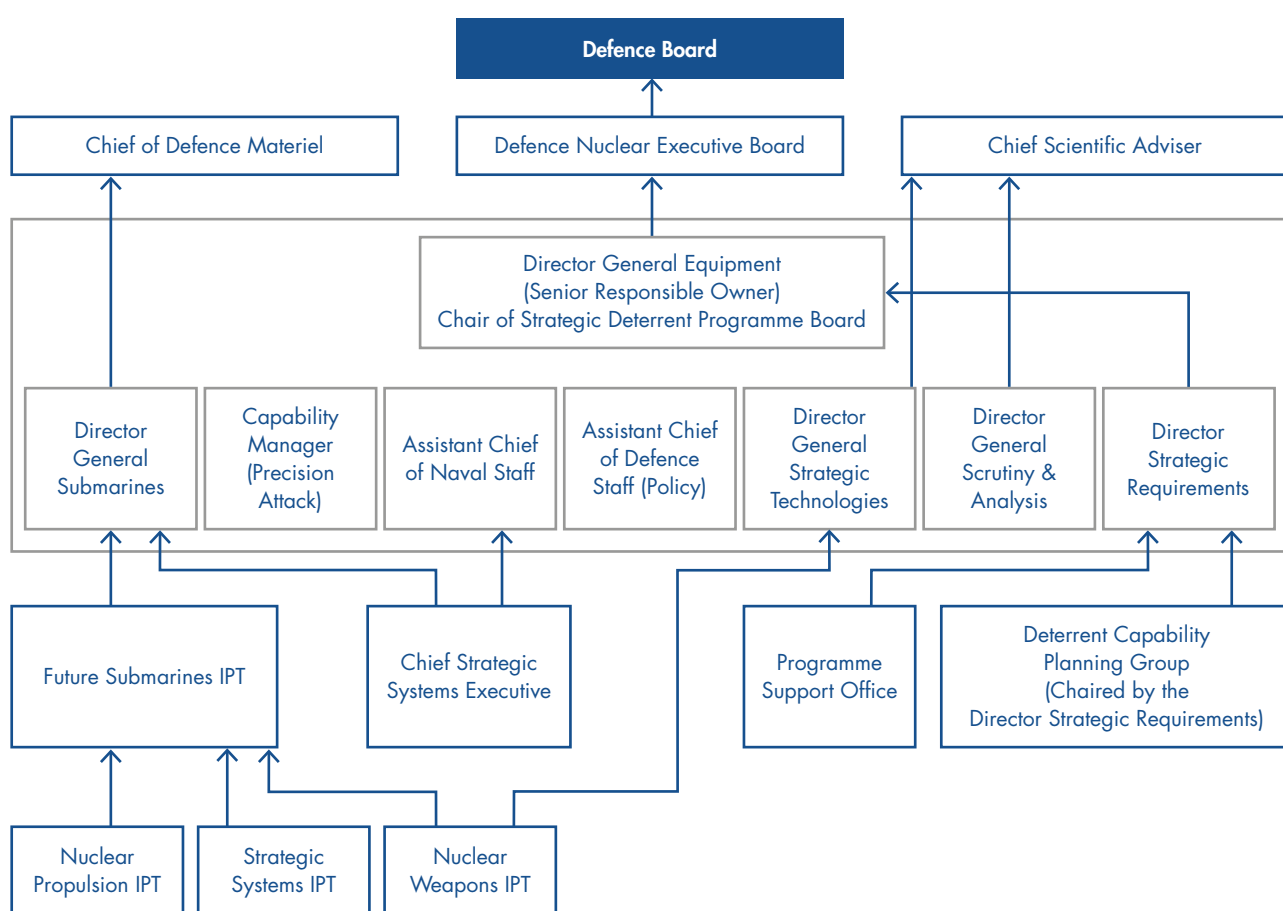 Defence Board
Chief of Defence Materiel
Defence Nuclear Executive Board
Chief Scientific Adviser
Director General Equipment
(Senior Responsible Owner)
Chair of Strategic Deterrent Programme Board
Director
General
Submarines
Capability
Manager
(Precision
Attack)
Assistant Chief
of Naval Staff
Assistant Chief
of Defence
Staff (Policy)
Director
General
Strategic
Technologies
Director
General
Scrutiny &
Analysis
Director
Strategic
Requirements
Future Submarines IPT
Chief Strategic
Systems Executive
Programme
Support Office
Deterrent Capability
Planning Group
(Chaired by the
Director Strategic Requirements)
Nuclear
Propulsion IPT
Strategic
Systems IPT
Nuclear
Weapons IPT